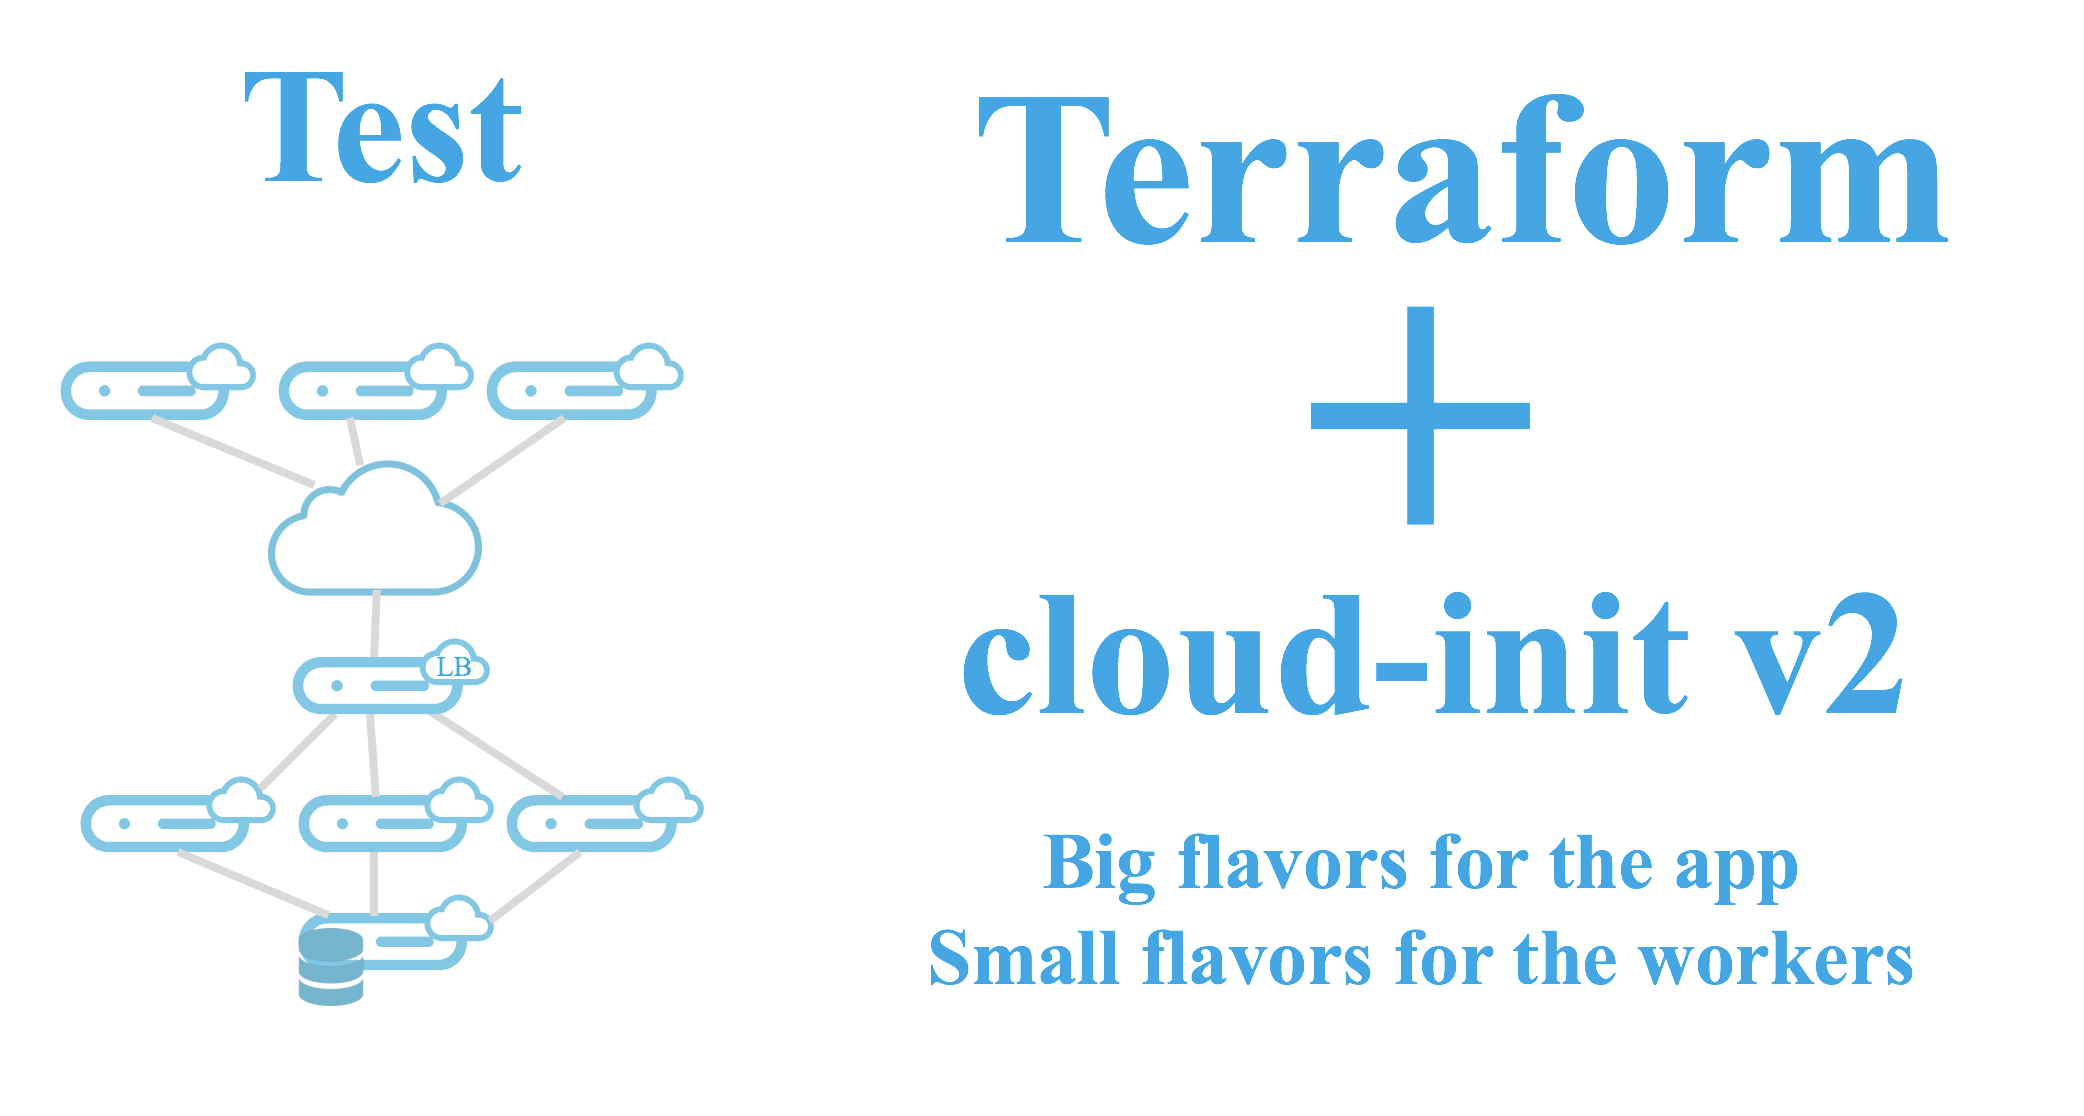 Test
LB
Terraform
+
cloud-init v2
Big flavors for the app
Small flavors for the workers